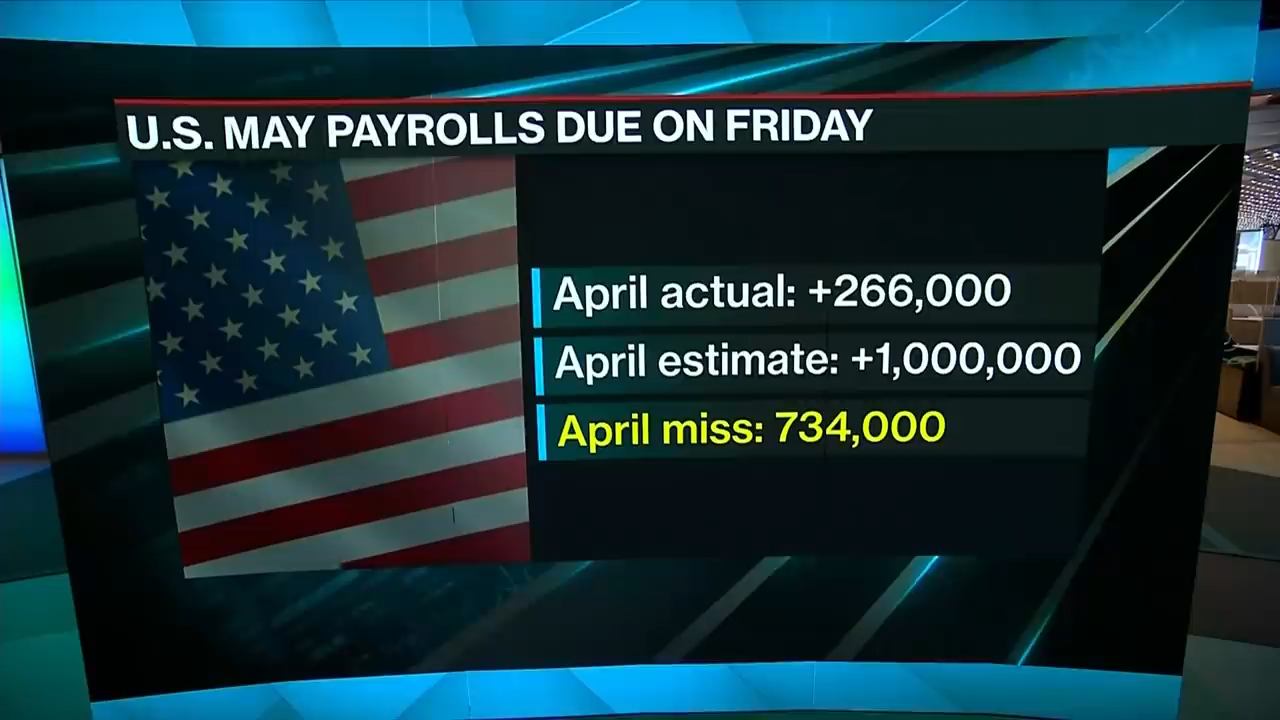 U.S. MAY PAYROLLS DUE ON FRIDAY
April actual: +266,000
April estimate: +1,000,000
April miss: 734,000